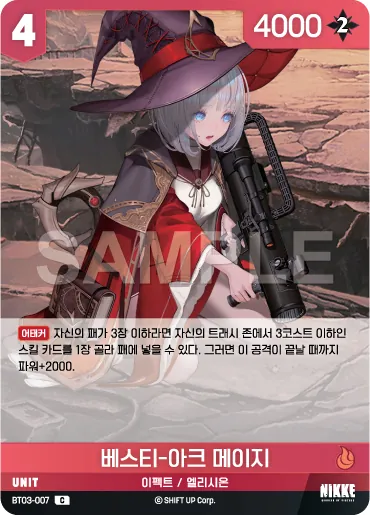 4
4000 2
SAMPLE
어태커 자신의 패가 3장 이하라면 자신의 트래시 존에서 3코스트 이하인
스킬 카드를 1장 골라 패에 넣을 수 있다. 그러면 이 공격이 끝날 때까지
파워+2000.
베스티-아크 메이지
UNIT
이펙트 / 엘리시온
BT03-007 C
© SHIFT UP Corp.
NIKKE